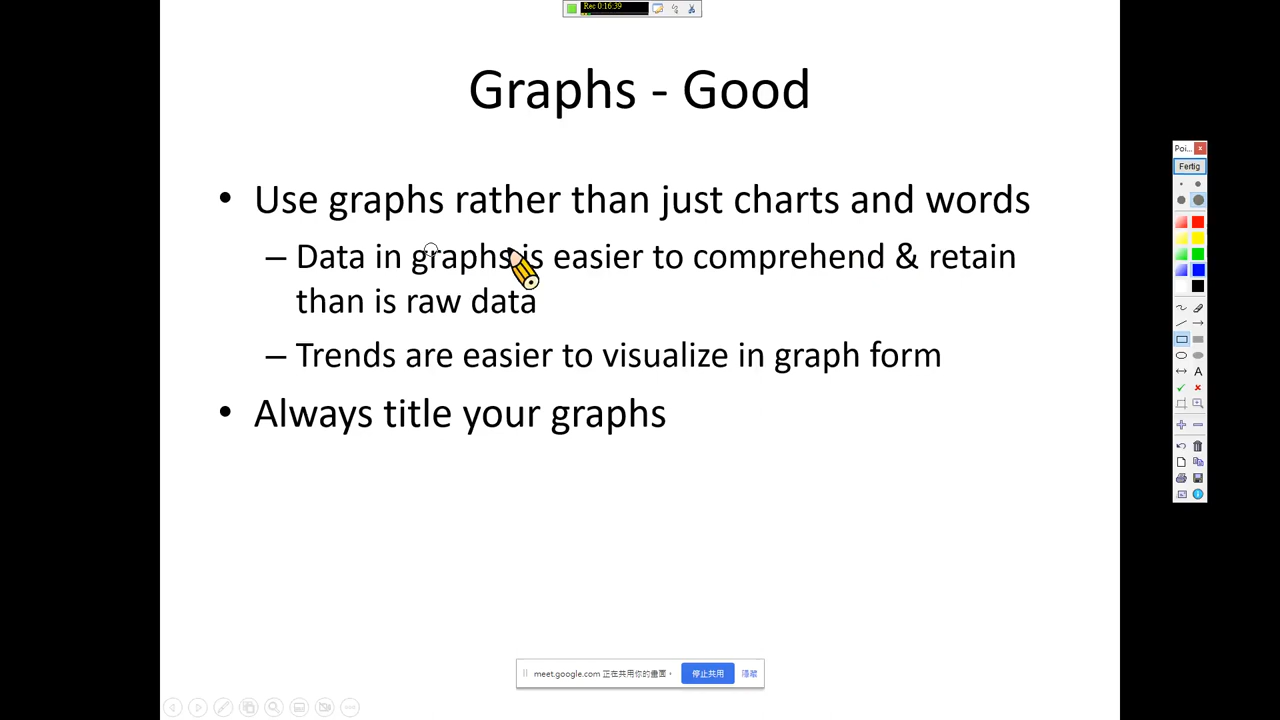 Rec 0:16:39
Graphs - Good
• Use graphs rather than just charts and words
– Data in graphs is easier to comprehend & retain
than is raw data
– Trends are easier to visualize in graph form
• Always title your graphs
Poi...
Fertig
A
meet.google.com 正在共用你的畫面。 停止共用 隱藏